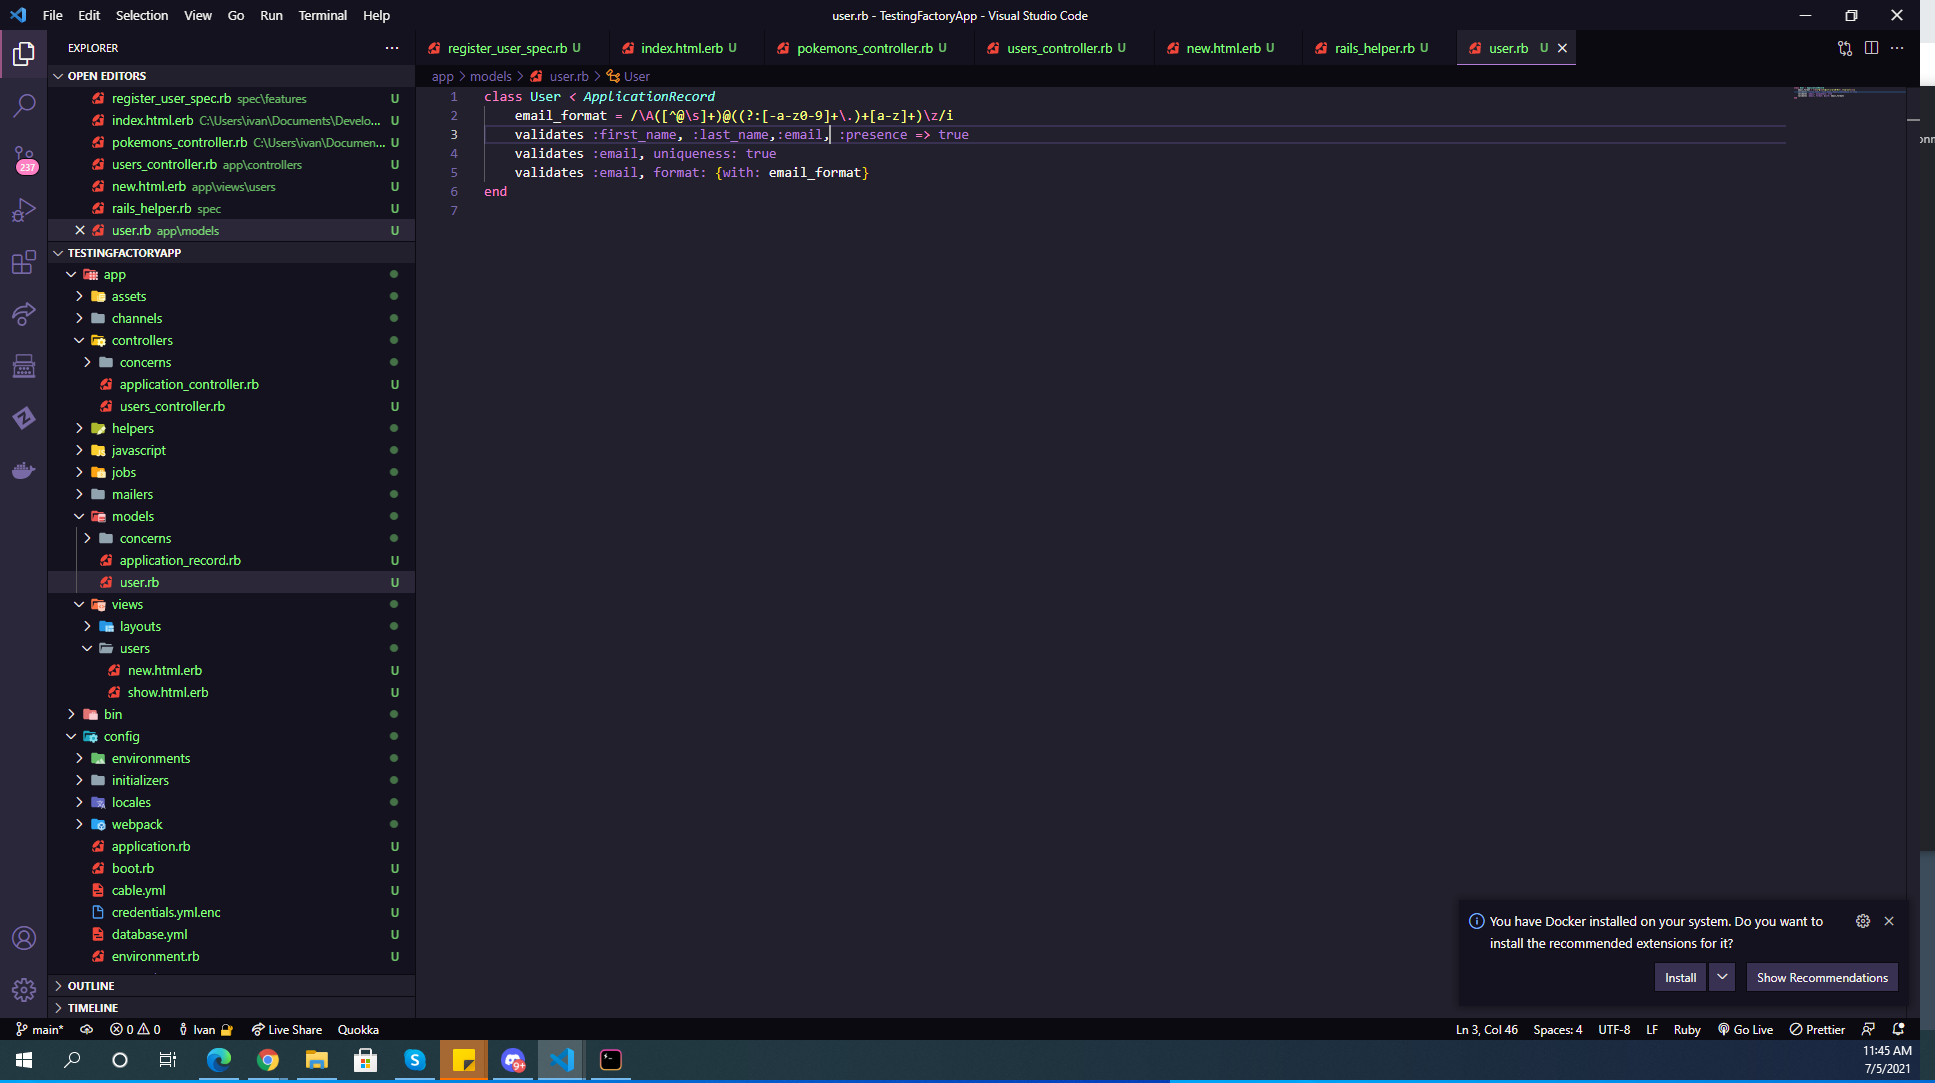 File Edit Selection View Go Run Terminal Help
user.rb - TestingFactoryApp - Visual Studio Code
EXPLORER
OPEN EDITORS
register_user_spec.rb spec\features U
index.html.erb C:\Users\ivan\Documents\Develo... U
pokemons_controller.rb C:\Users\ivan\Documen... U
users_controller.rb app\controllers U
new.html.erb app\views\users U
rails_helper.rb spec U
user.rb app\models U
TESTINGFACTORYAPP
app
assets
channels
controllers
concerns
application_controller.rb U
users_controller.rb U
helpers
javascript
jobs
mailers
models
concerns
application_record.rb U
user.rb U
views
layouts
users
new.html.erb U
show.html.erb U
bin
config
environments
initializers
locales
webpack
application.rb U
boot.rb U
cable.yml U
credentials.yml.enc U
database.yml U
environment.rb U
OUTLINE
TIMELINE
237
register_user_spec.rb U index.html.erb U pokemons_controller.rb U users_controller.rb U new.html.erb U rails_helper.rb U user.rb U
app > models > user.rb > User
1 class User < ApplicationRecord
2 email_format = /\A([^@\s]+)@((?:[-a-z0-9]+\.)+[a-z]+)\z/i
3 validates :first_name, :last_name,:email, :presence => true
4 validates :email, uniqueness: true
5 validates :email, format: {with: email_format}
6 end
7
You have Docker installed on your system. Do you want to
install the recommended extensions for it?
Install Show Recommendations
main* 0 0 Ivan Live Share Quokka
Ln 3, Col 46 Spaces: 4 UTF-8 LF Ruby Go Live Prettier
9+
11:45 AM
7/5/2021